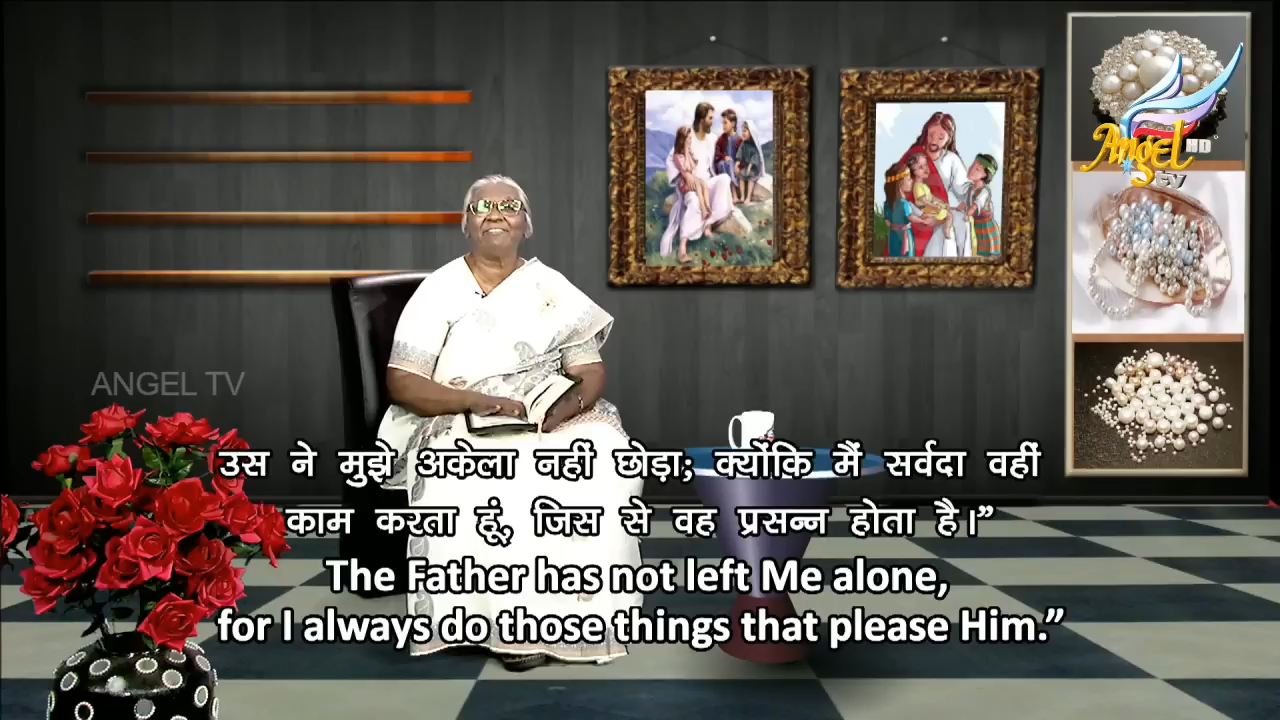 Angel HD
tv
ANGEL TV
उस ने मुझे अकेला नहीं छोड़ा; क्योंकि मैं सर्वदा वहीं
काम करता हूं, जिस से वह प्रसन्न होता है।”
The Father has not left Me alone,
for I always do those things that please Him.”